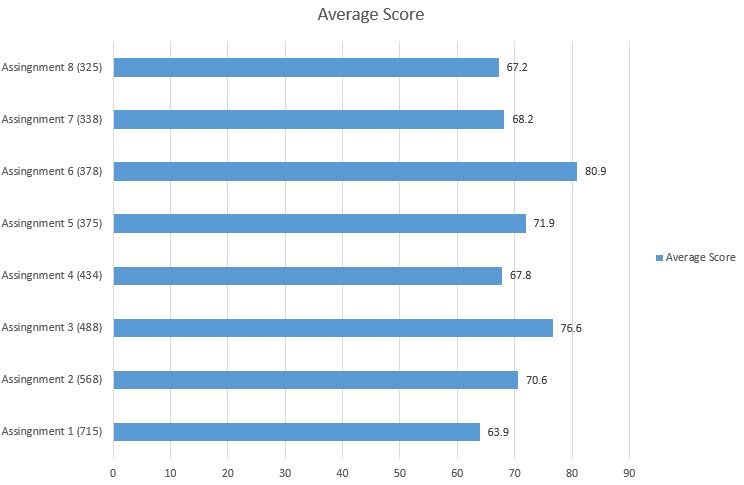 Average Score
Assingnment 8 (325)
67.2
Assingnment 7 (338)
68.2
Assingnment 6 (378)
80.9
Assingnment 5 (375)
71.9
Average Score
Assingnment 4 (434)
67.8
Assingnment 3 (488)
76.6
Assingnment 2 (568)
70.6
Assingnment 1 (715)
63.9
0 10 20 30 40 50 60 70 80 90